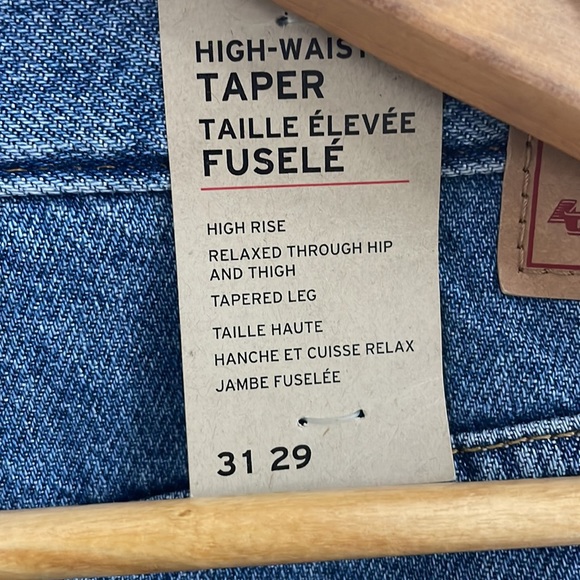 HIGH-WAIST
TAPER
TAILLE ÉLEVÉE
FUSELÉ
HIGH RISE
RELAXED THROUGH HIP
AND THIGH
TAPERED LEG
TAILLE HAUTE
HANCHE ET CUISSE RELAX
JAMBE FUSELÉE
31 29